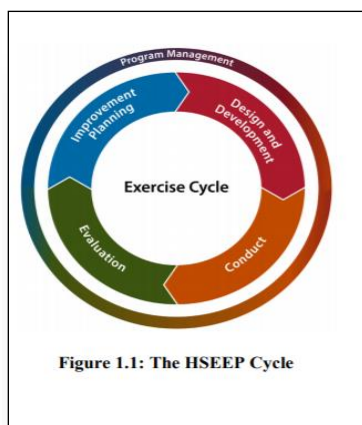 Program Management
Improvement
Planning
Design and
Development
Exercise Cycle
Evaluation
Conduct
Figure 1.1: The HSEEP Cycle